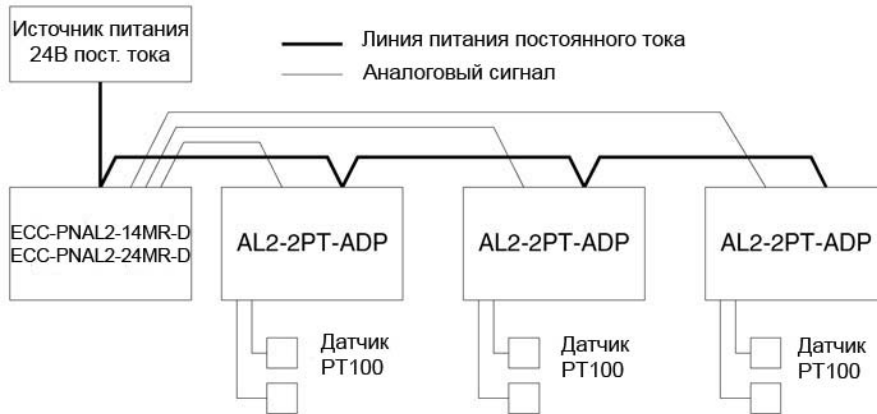 Источник питания
24В пост. тока
Линия питания постоянного тока
Аналоговый сигнал
ECC-PNAL2-14MR-D
ECC-PNAL2-24MR-D
AL2-2PT-ADP
AL2-2PT-ADP
AL2-2PT-ADP
Датчик
PT100
Датчик
PT100
Датчик
PT100